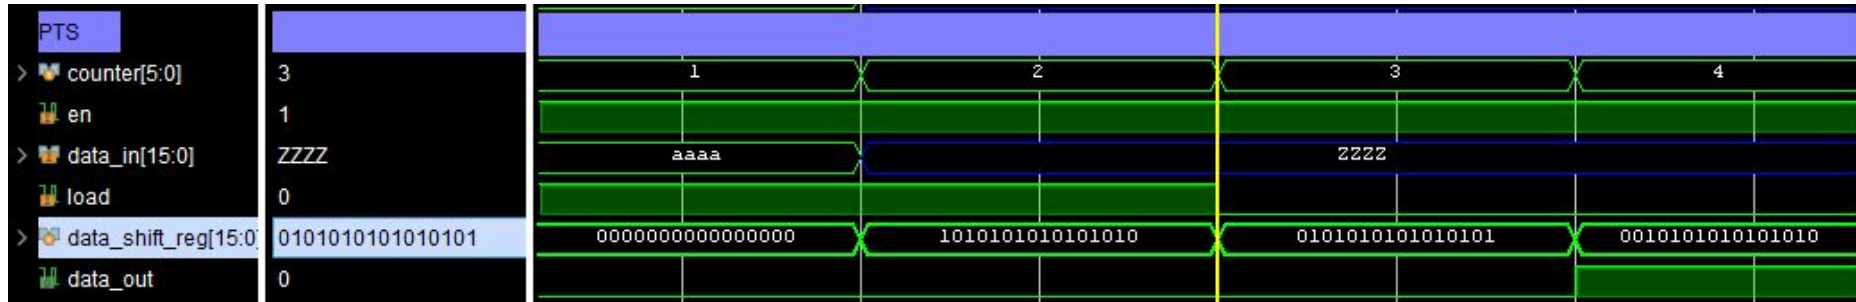 PTS
counter[5:0] 3 1 2 3 4
en 1
data_in[15:0] ZZZZ aaaa ZZZZ
load 0
data_shift_reg[15:0] 0101010101010101 0000000000000000 1010101010101010 0101010101010101 0010101010101010
data_out 0